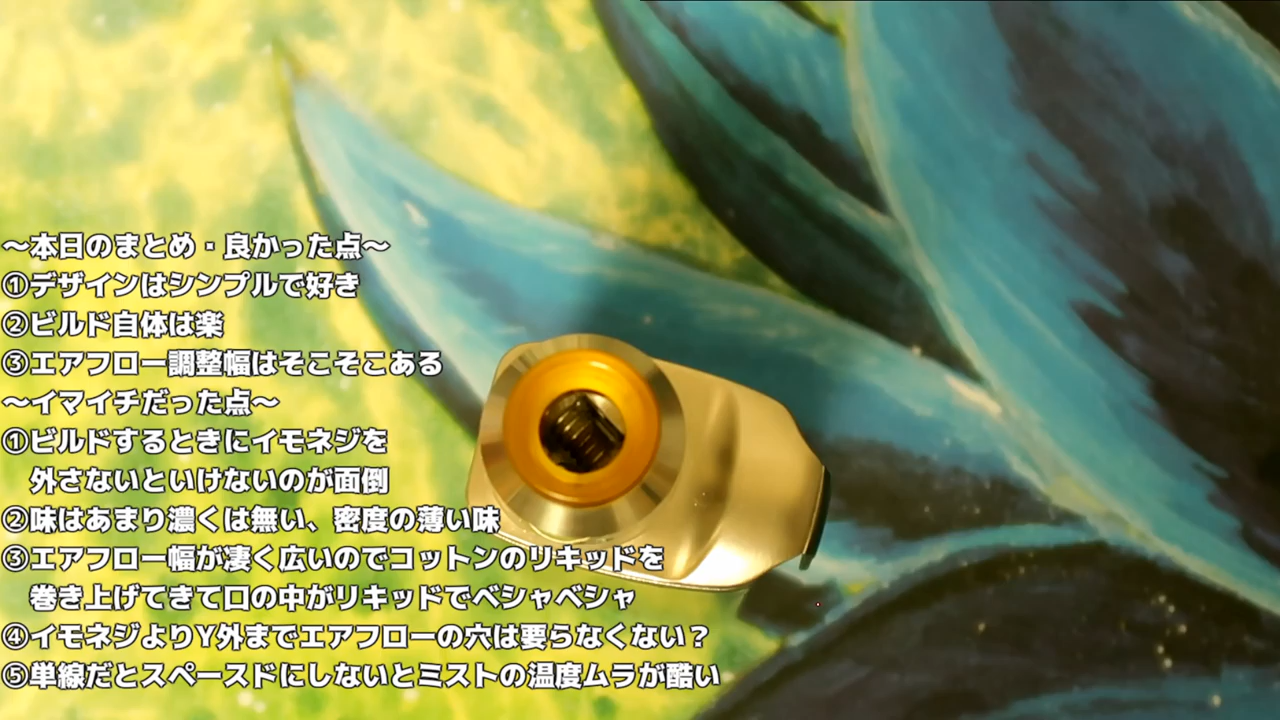 ～本日のまとめ・良かった点～
①デザインはシンプルで好き
②ビルド自体は楽
③エアフロー調整幅はそこそこある
～イマイチだった点～
①ビルドするときにイモネジを
外さないといけないのが面倒
②味はあまり濃くは無い、密度の薄い味
③エアフロー幅が凄く広いのでコットンのリキッドを
巻き上げてきて口の中がリキッドでベシャベシャ
④イモネジよりY外までエアフローの穴は要らなくない？
⑤単線だとスペースドにしないとミストの温度ムラが酷い